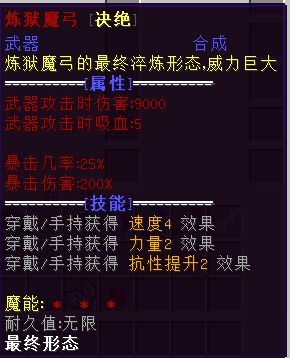 炼狱魔弓 [决绝]
武器 合成
炼狱魔弓的最终淬炼形态,威力巨大
==========[属性]==========
武器攻击时伤害:9000
武器攻击时吸血:5
暴击几率:25%
暴击伤害:200%
==========[技能]==========
穿戴/手持获得 速度4 效果
穿戴/手持获得 力量2 效果
穿戴/手持获得 抗性提升2 效果
魔能: * * *
耐久值:无限
最终形态